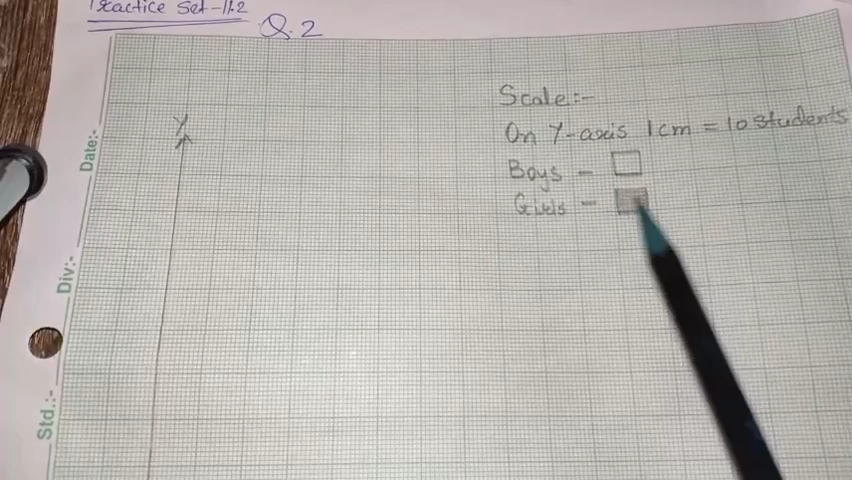 Practice Set-11.2
Q.2
Y
Scale:-
On Y-axis 1cm = 10 students
Boys -
Girls -
Date:-
Div:-
Std.:-